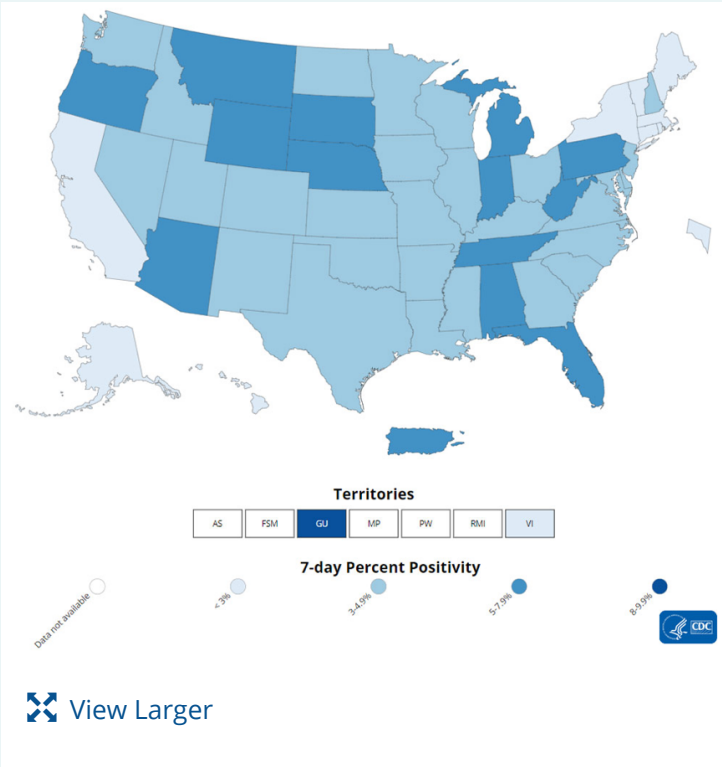 Territories
AS FSM GU MP PW RMI VI
7-day Percent Positivity
Data not available < 3% 3-4.9% 5-7.9% 8-9.9%
CDC
View Larger